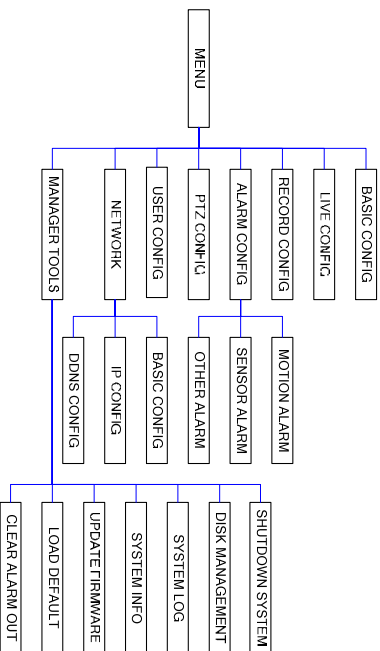 MENU
BASIC CONFIG
LIVE CONFIG
RECORD CONFIG
ALARM CONFIG
PTZ CONFIG
USER CONFIG
NETWORK
MANAGER TOOLS
MOTION ALARM
SENSOR ALARM
OTHER ALARM
BASIC CONFIG
IP CONFIG
DDNS CONFIG
SHUTDOWN SYSTEM
DISK MANAGEMENT
SYSTEM LOG
SYSTEM INFO
UPDATE FIRMWARE
LOAD DEFAULT
CLEAR ALARM OUT